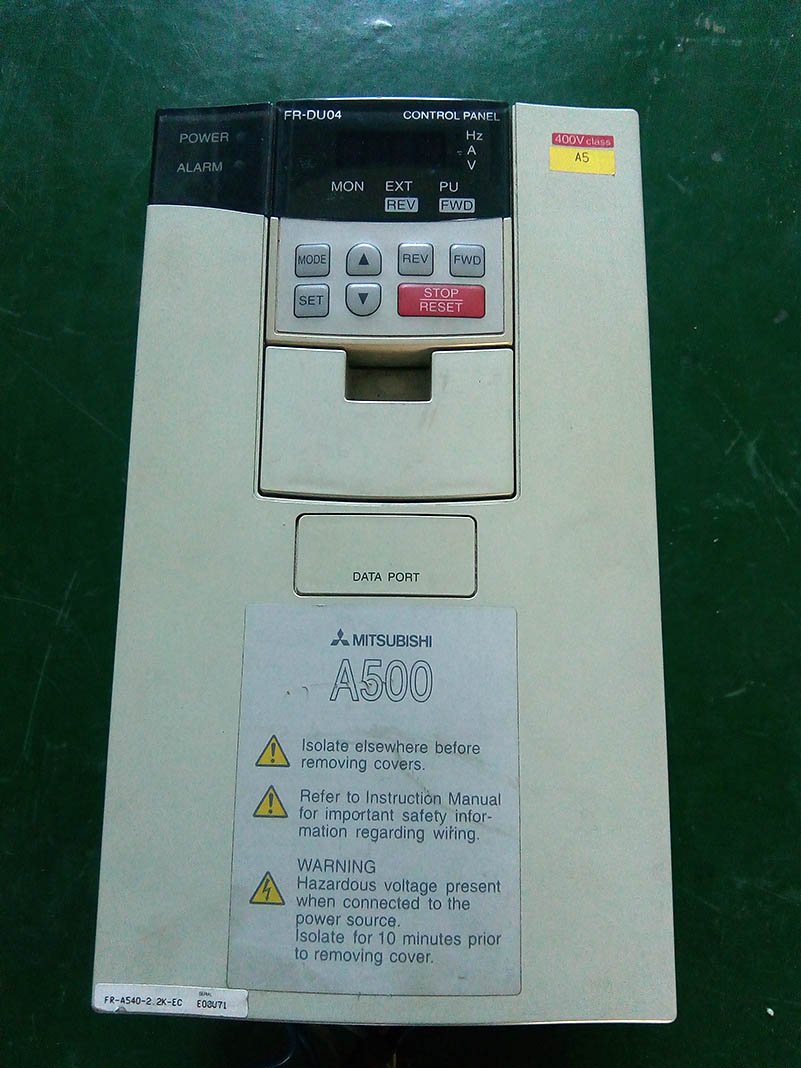 FR-DU04 CONTROL PANEL
POWER
ALARM
Hz
A
V
MON EXT PU
REV FWD
400V class
A5
MODE ▲ REV FWD
SET ▼ STOP
RESET
DATA PORT
MITSUBISHI
A500
Isolate elsewhere before
removing covers.
Refer to Instruction Manual
for important safety infor-
mation regarding wiring.
WARNING
Hazardous voltage present
when connected to the
power source.
Isolate for 10 minutes prior
to removing cover.
FR-A540-2.2K-EC SERIAL E08V71